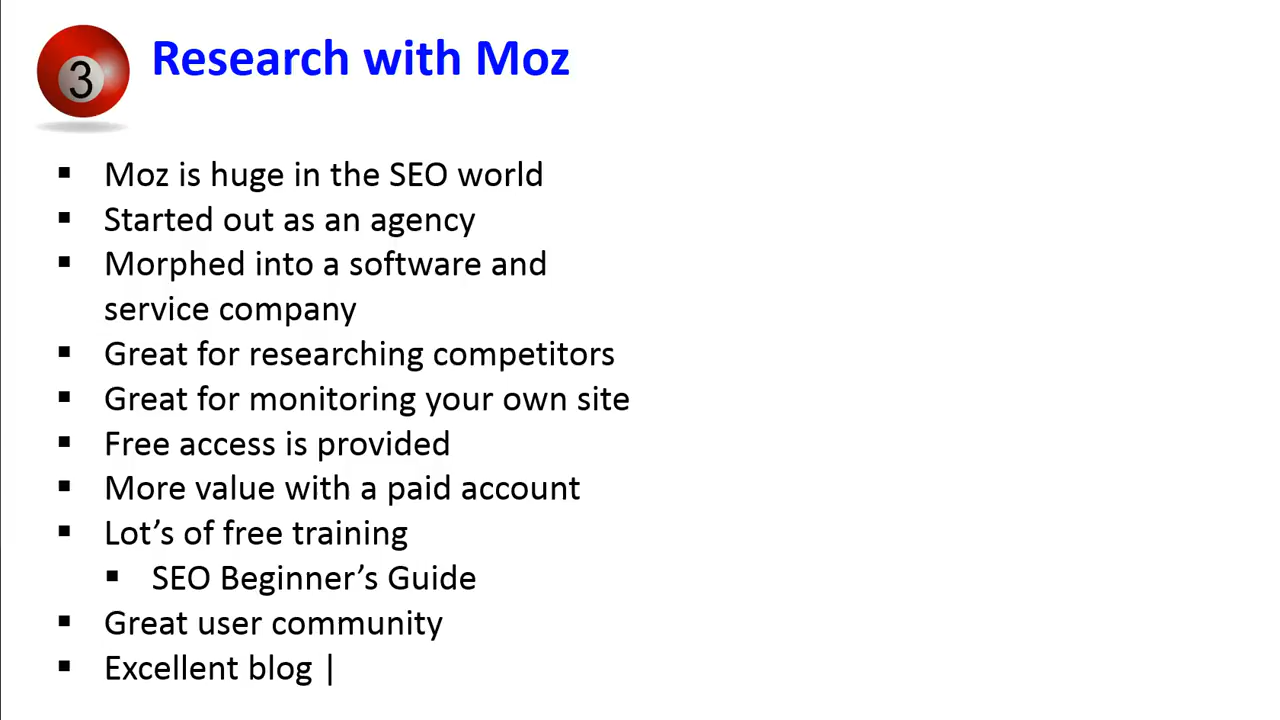 3
Research with Moz
▪ Moz is huge in the SEO world
▪ Started out as an agency
▪ Morphed into a software and
service company
▪ Great for researching competitors
▪ Great for monitoring your own site
▪ Free access is provided
▪ More value with a paid account
▪ Lot’s of free training
▪ SEO Beginner’s Guide
▪ Great user community
▪ Excellent blog |